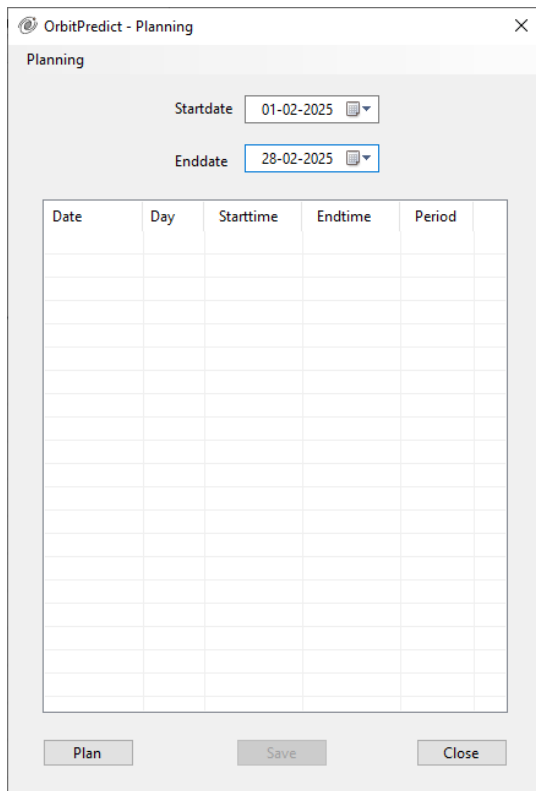 OrbitPredict - Planning
Planning
Startdate 01-02-2025
Enddate 28-02-2025
Date Day Starttime Endtime Period
Plan Save Close